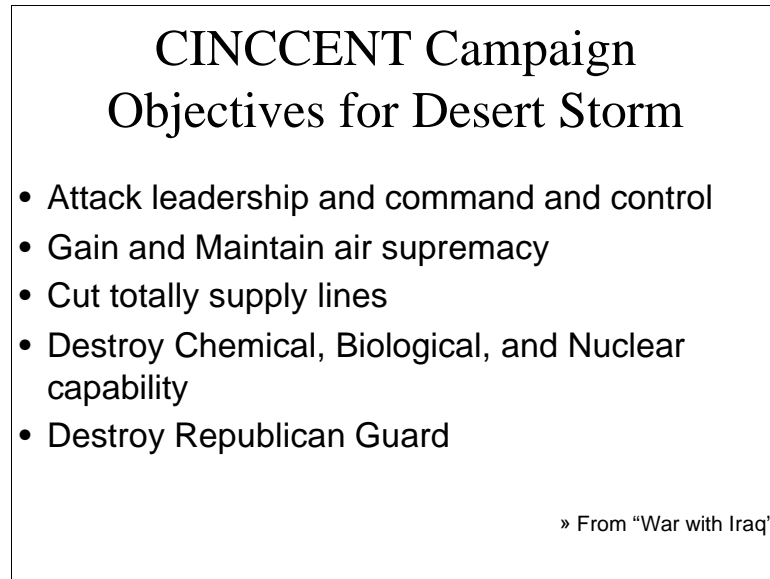 CINCCENT Campaign
Objectives for Desert Storm
• Attack leadership and command and control
• Gain and Maintain air supremacy
• Cut totally supply lines
• Destroy Chemical, Biological, and Nuclear
capability
• Destroy Republican Guard
» From “War with Iraq”